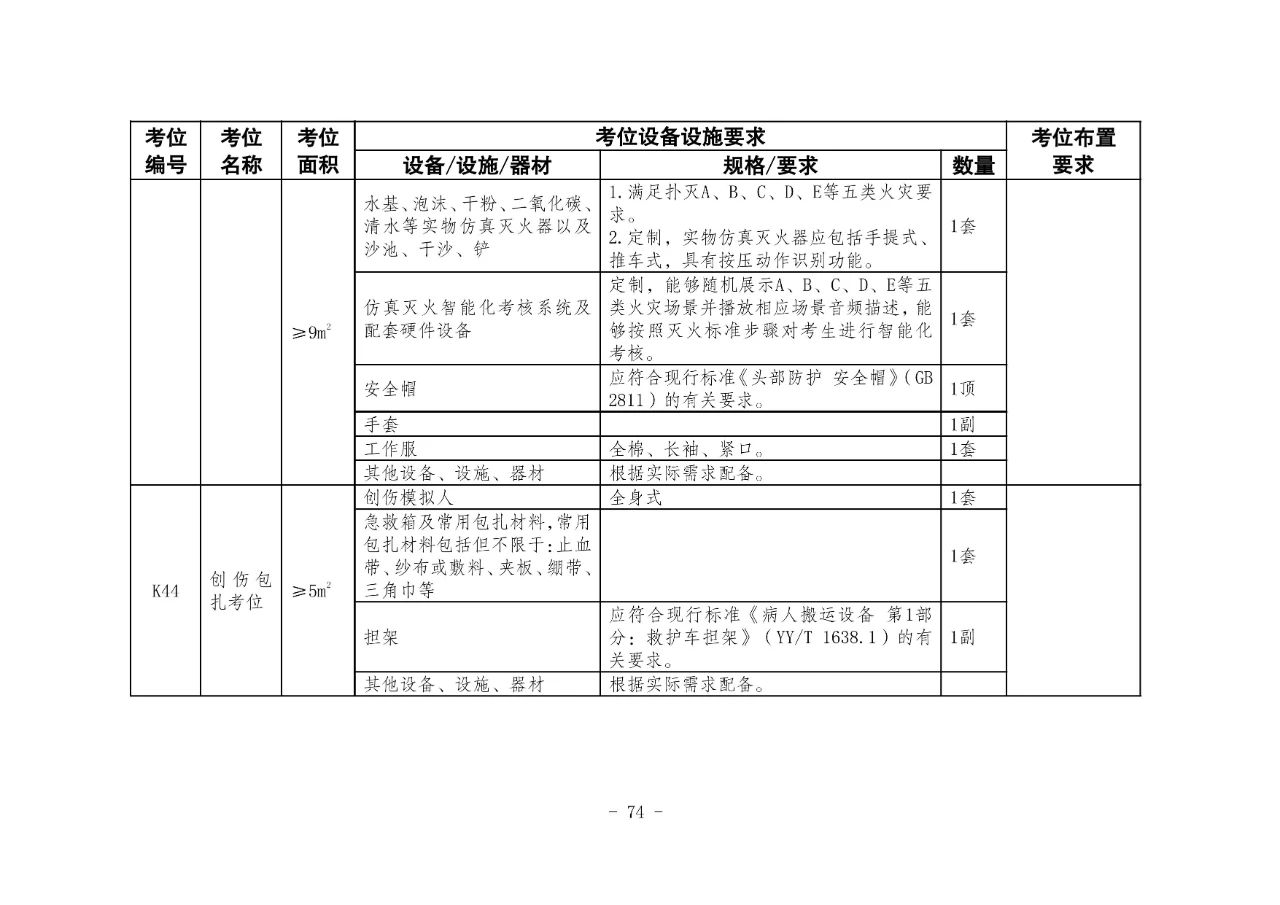 考位编号
考位名称
考位面积
考位设备设施要求
考位布置要求
设备/设施/器材
规格/要求
数量
≥9m²
水基、泡沫、干粉、二氧化碳、
清水等实物仿真灭火器以及
沙池、干沙、铲
1.满足扑灭A、B、C、D、E等五类火灾要
求。
2.定制，实物仿真灭火器应包括手提式、
推车式，具有按压动作识别功能。
1套
仿真灭火智能化考核系统及
配套硬件设备
定制，能够随机展示A、B、C、D、E等五
类火灾场景并播放相应场景音频描述，能
够按照灭火标准步骤对考生进行智能化
考核。
1套
安全帽
应符合现行标准《头部防护 安全帽》（GB
2811）的有关要求。
1顶
手套
1副
工作服
全棉、长袖、紧口。
1套
其他设备、设施、器材
根据实际需求配备。
K44
创伤包
扎考位
≥5m²
创伤模拟人
全身式
1套
急救箱及常用包扎材料，常用
包扎材料包括但不限于：止血
带、纱布或敷料、夹板、绷带、
三角巾等
1套
担架
应符合现行标准《病人搬运设备 第1部
分：救护车担架》（YY/T 1638.1）的有
关要求。
1副
其他设备、设施、器材
根据实际需求配备。
- 74 -